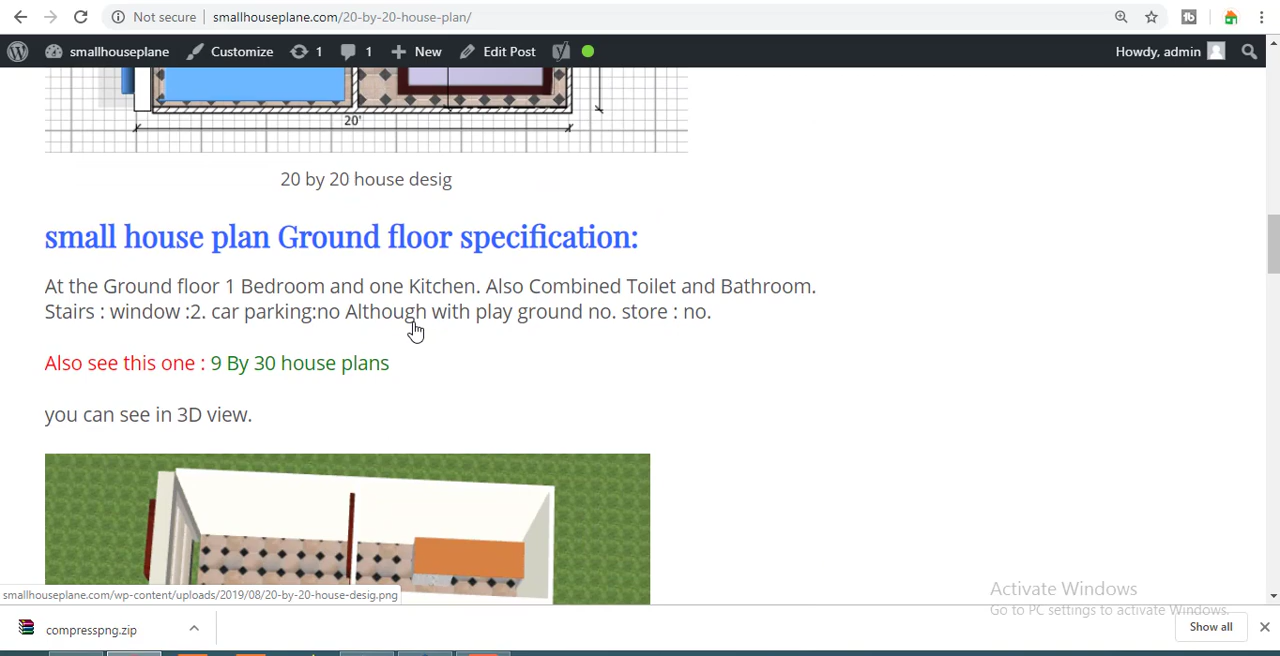 Not secure | smallhouseplane.com/20-by-20-house-plan/
smallhouseplane Customize 1 1 New Edit Post Howdy, admin
20'
20 by 20 house desig
small house plan Ground floor specification:
At the Ground floor 1 Bedroom and one Kitchen. Also Combined Toilet and Bathroom.
Stairs : window :2. car parking:no Although with play ground no. store : no.
Also see this one : 9 By 30 house plans
you can see in 3D view.
smallhouseplane.com/wp-content/uploads/2019/08/20-by-20-house-desig.png
Activate Windows
Go to PC settings to activate Windows.
compresspng.zip
Show all